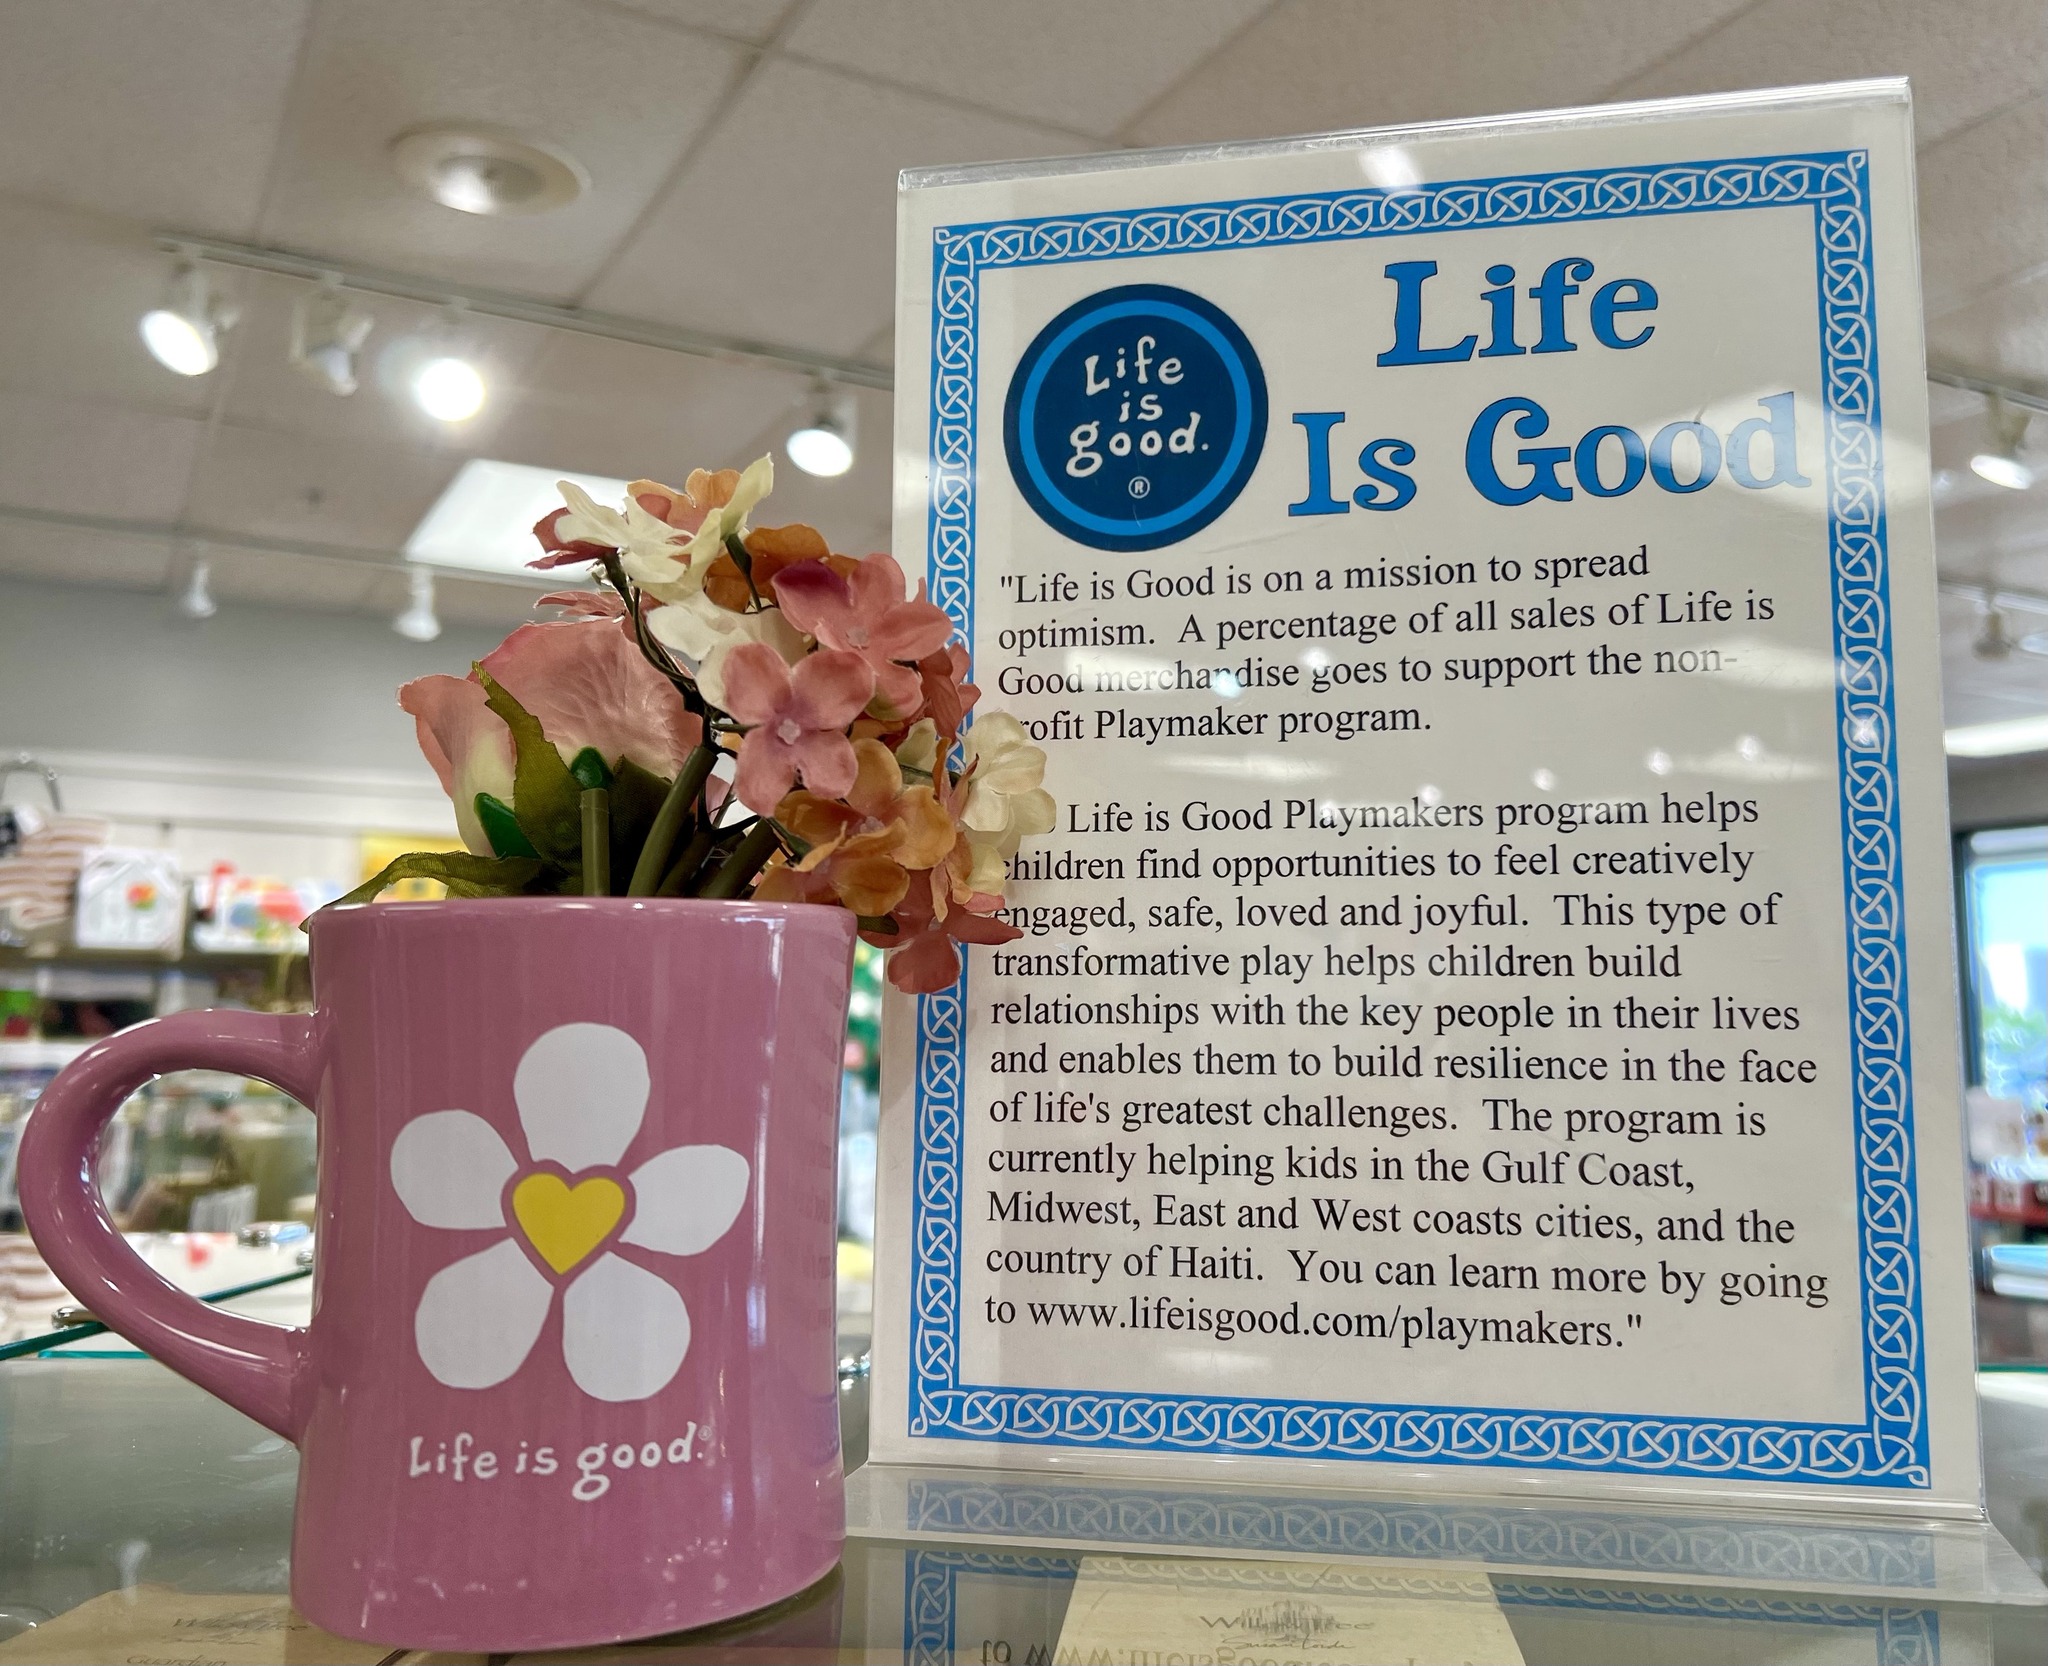 Life
is
good.
®
Life
Is Good
"Life is Good is on a mission to spread
optimism. A percentage of all sales of Life is
Good merchandise goes to support the non-
rofit Playmaker program.
Life is Good Playmakers program helps
children find opportunities to feel creatively
engaged, safe, loved and joyful. This type of
transformative play helps children build
relationships with the key people in their lives
and enables them to build resilience in the face
of life's greatest challenges. The program is
currently helping kids in the Gulf Coast,
Midwest, East and West coasts cities, and the
country of Haiti. You can learn more by going
to www.lifeisgood.com/playmakers."
Life is good.®
Guardian